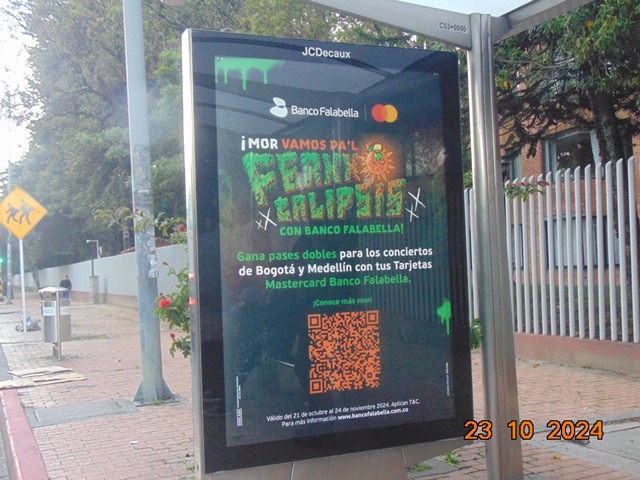 CS3+0090
JCDecaux
Banco Falabella
¡MOR VAMOS PA'L
FERXXO
CALIPSIS
CON BANCO FALABELLA!
Gana pases dobles para los conciertos
de Bogotá y Medellín con tus Tarjetas
Mastercard Banco Falabella.
¡Conoce más mor!
Válido del 21 de octubre al 24 de noviembre 2024. Aplican T&C.
Para más información www.bancofalabella.com.co
23 10 2024